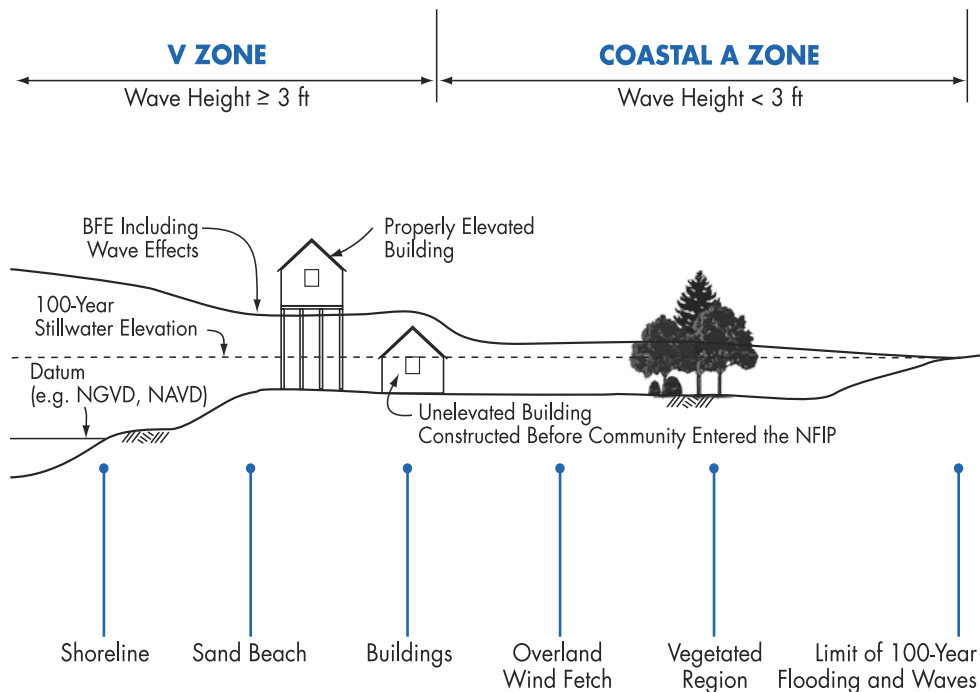 V ZONE
COASTAL A ZONE
Wave Height ≥ 3 ft
Wave Height < 3 ft
BFE Including
Wave Effects
Properly Elevated
Building
100-Year
Stillwater Elevation
Datum
(e.g. NGVD, NAVD)
Unelevated Building
Constructed Before Community Entered the NFIP
Shoreline
Sand Beach
Buildings
Overland
Wind Fetch
Vegetated
Region
Limit of 100-Year
Flooding and Waves